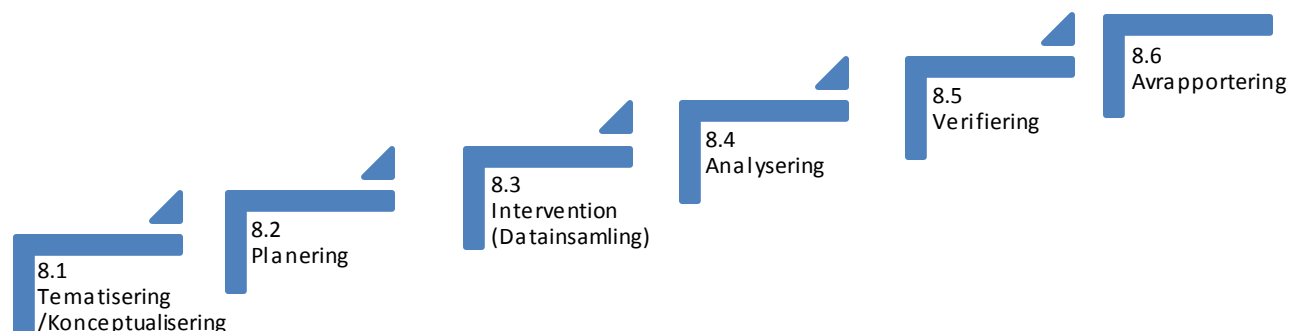 8.1
Tematisering
/Konceptualisering
8.2
Planering
8.3
Intervention
(Datainsamling)
8.4
Analysering
8.5
Verifiering
8.6
Avrapportering